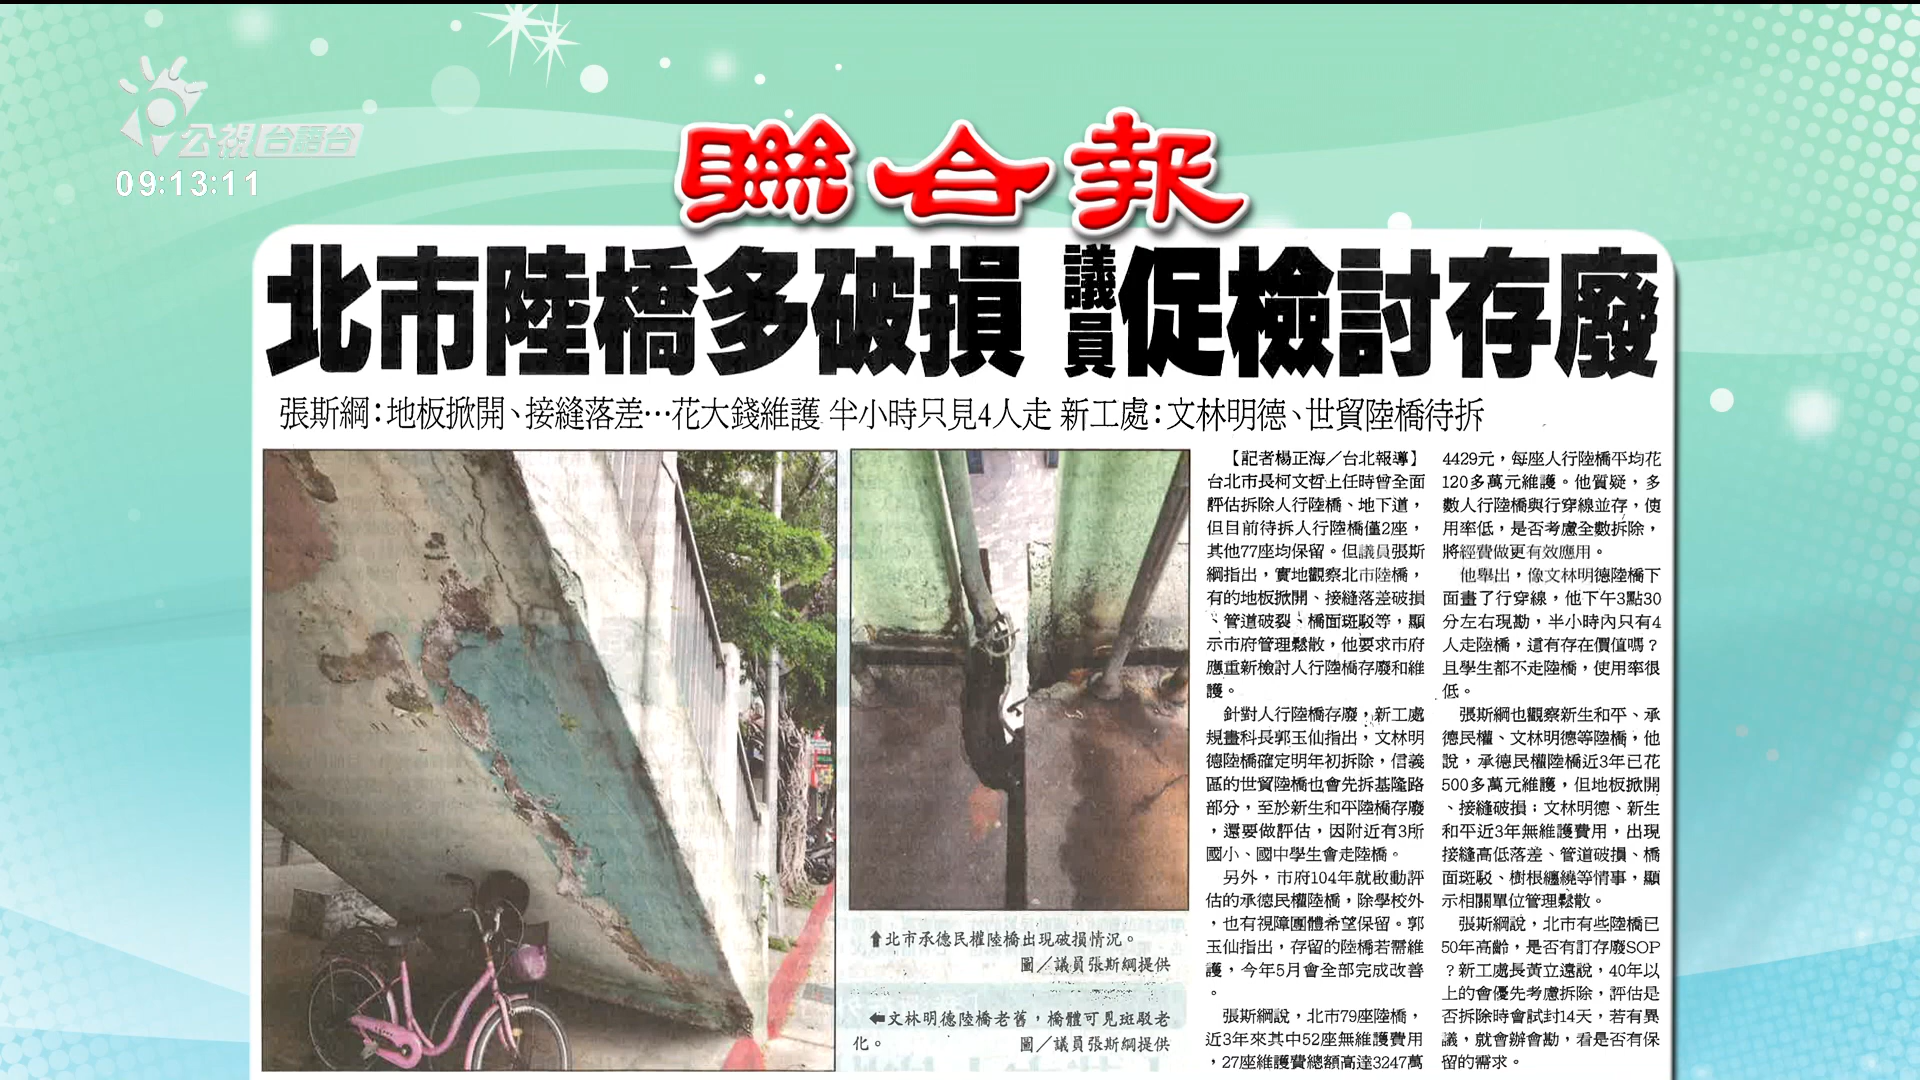 公視台語台
09:13:11
聯合報
北市陸橋多破損 議員促檢討存廢
張斯綱：地板掀開、接縫落差…花大錢維護 半小時只見4人走 新工處：文林明德、世貿陸橋待拆
【記者楊正海／台北報導】
台北市長柯文哲上任時曾全面
評估拆除人行陸橋、地下道，
但目前待拆人行陸橋僅2座，
其他77座均保留。但議員張斯
綱指出，實地觀察北市陸橋，
有的地板掀開、接縫落差破損
、管道破裂、橋面斑駁等，顯
示市府管理鬆散，他要求市府
應重新檢討人行陸橋存廢和維
護。
針對人行陸橋存廢，新工處
規畫科長郭玉仙指出，文林明
德陸橋確定明年初拆除，信義
區的世貿陸橋也會先拆基隆路
部分，至於新生和平陸橋存廢
，還要做評估，因附近有3所
國小、國中學生會走陸橋。
另外，市府104年就啟動評
估的承德民權陸橋，除學校外
，也有視障團體希望保留。郭
玉仙指出，存留的陸橋若需維
護，今年5月會全部完成改善
。
張斯綱說，北市79座陸橋，
近3年來其中52座無維護費用
，27座維護費總額高達3247萬
4429元，每座人行陸橋平均花
120多萬元維護。他質疑，多
數人行陸橋與行穿線並存，使
用率低，是否考慮全數拆除，
將經費做更有效應用。
他舉出，像文林明德陸橋下
面畫了行穿線，他下午3點30
分左右現勘，半小時內只有4
人走陸橋，這有存在價值嗎？
且學生都不走陸橋，使用率很
低。
張斯綱也觀察新生和平、承
德民權、文林明德等陸橋，他
說，承德民權陸橋近3年已花
500多萬元維護，但地板掀開
、接縫破損；文林明德、新生
和平近3年無維護費用，出現
接縫高低落差、管道破損、橋
面斑駁、樹根纏繞等情事，顯
示相關單位管理鬆散。
張斯綱說，北市有些陸橋已
50年高齡，是否有訂存廢SOP
？新工處長黃立遠說，40年以
上的會優先考慮拆除，評估是
否拆除時會試封14天，若有異
議，就會辦會勘，看是否有保
留的需求。
⬆北市承德民權陸橋出現破損情況。
圖／議員張斯綱提供
⬅文林明德陸橋老舊，橋體可見斑駁老
化。 圖／議員張斯綱提供